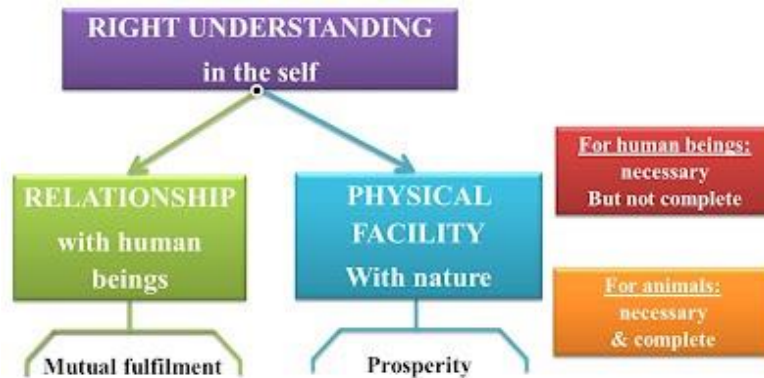 RIGHT UNDERSTANDING
in the self
RELATIONSHIP
with human
beings
PHYSICAL
FACILITY
With nature
For human beings:
necessary
But not complete
For animals:
necessary
& complete
Mutual fulfilment
Prosperity